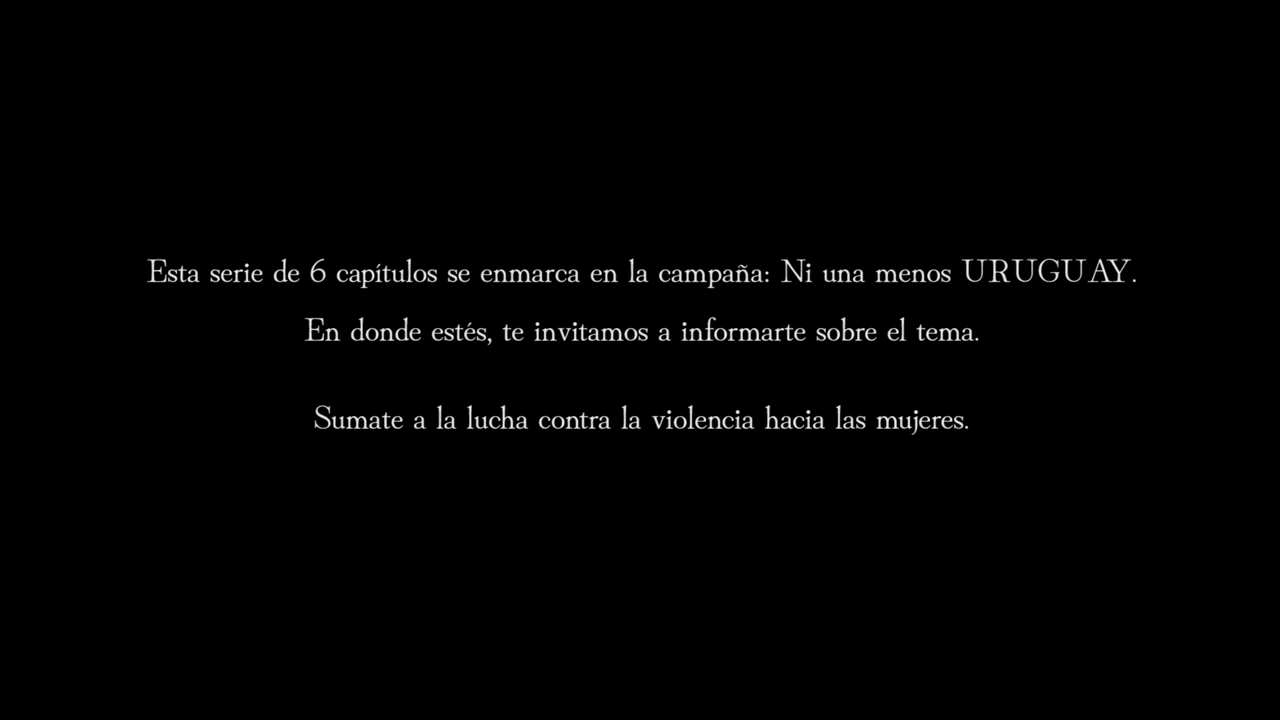 Esta serie de 6 capítulos se enmarca en la campaña: Ni una menos URUGUAY.
En donde estés, te invitamos a informarte sobre el tema.
Sumate a la lucha contra la violencia hacia las mujeres.